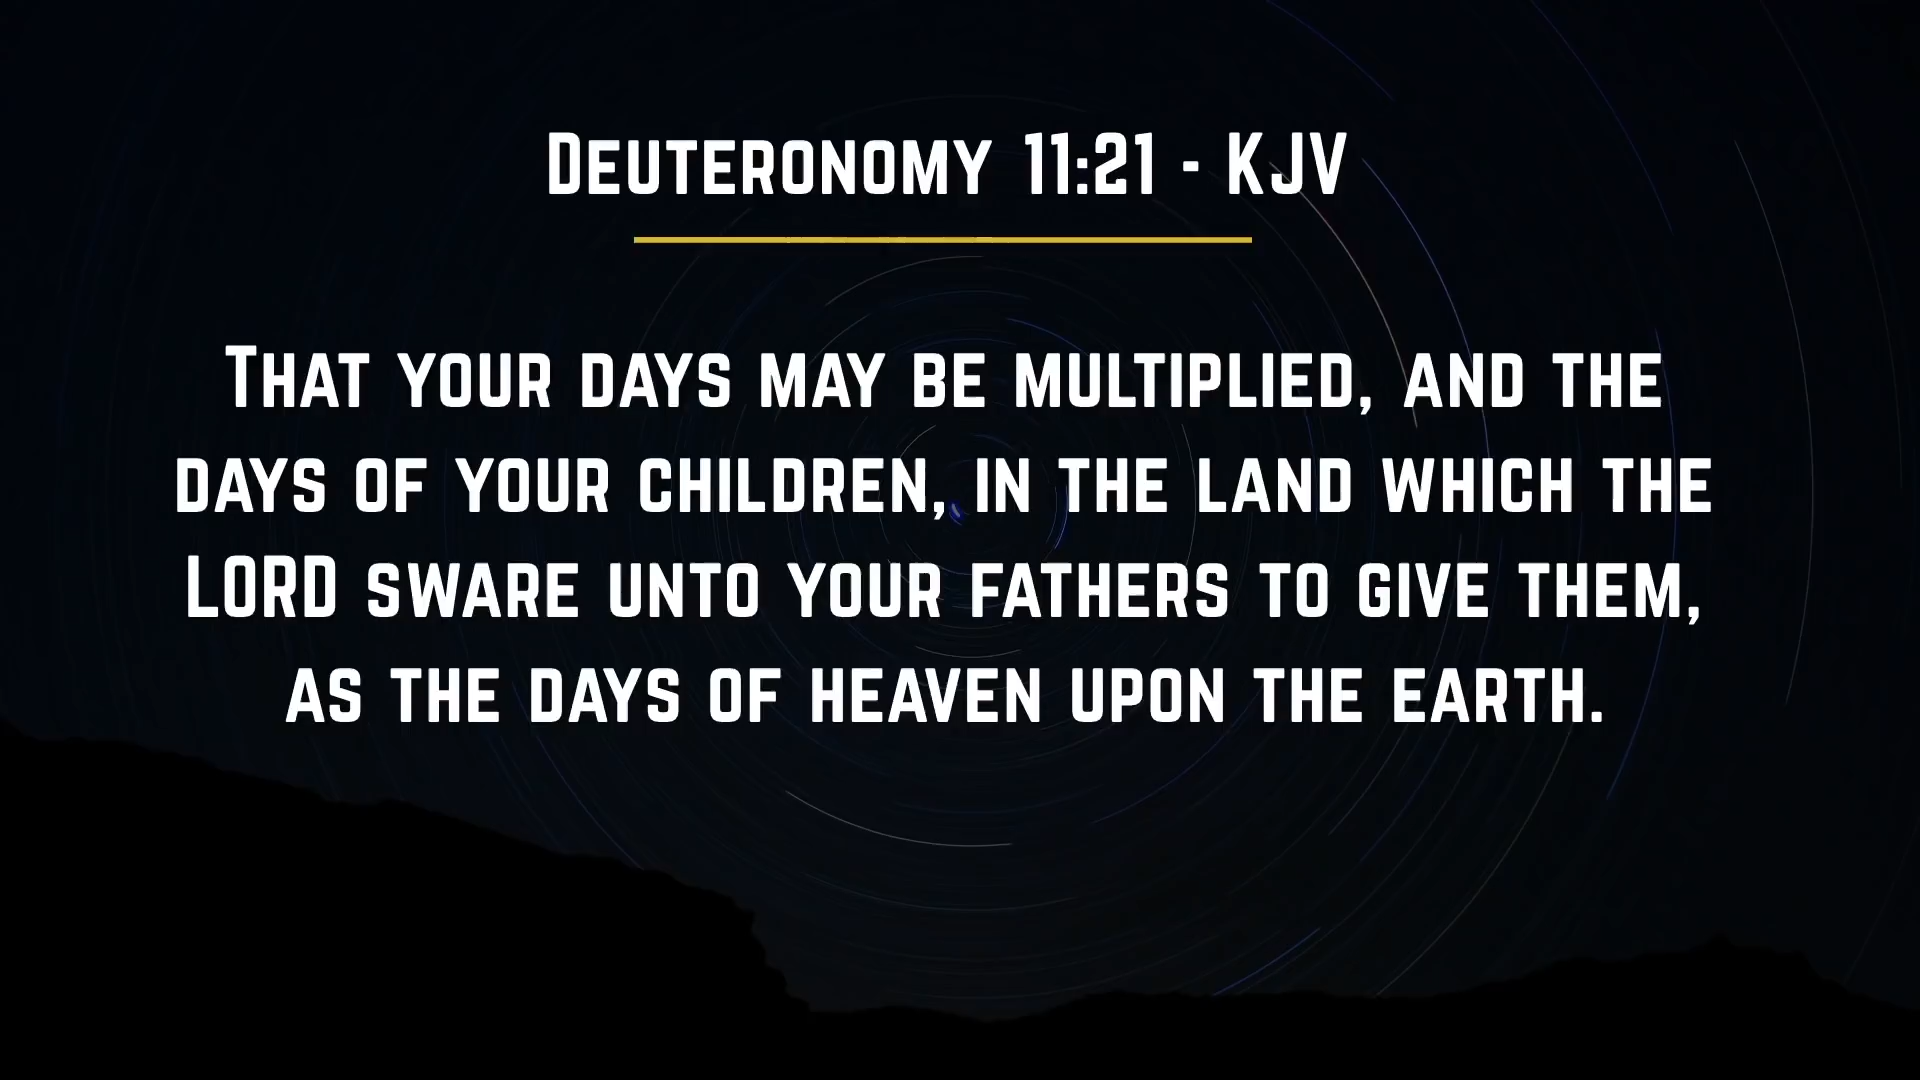 Deuteronomy 11:21 - KJV
That your days may be multiplied, and the
days of your children, in the land which the
LORD sware unto your fathers to give them,
as the days of heaven upon the earth.